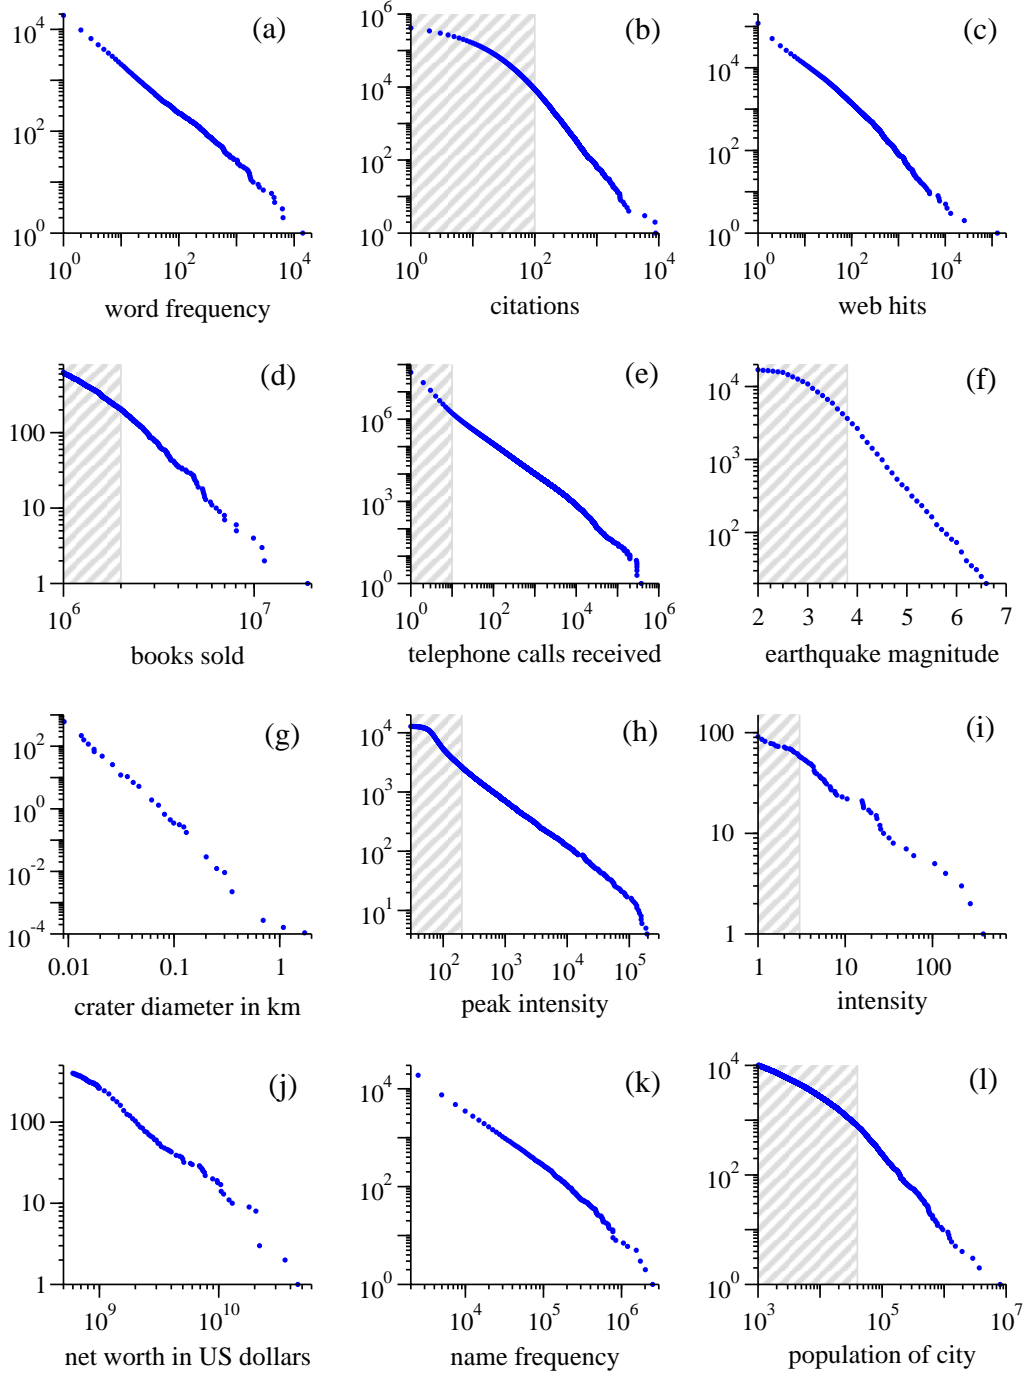 (a)
10^4
10^2
10^0
10^0 10^2 10^4
word frequency
(b)
10^6
10^4
10^2
10^0
10^0 10^2 10^4
citations
(c)
10^4
10^2
10^0
10^0 10^2 10^4
web hits
(d)
100
10
1
10^6 10^7
books sold
(e)
10^6
10^3
10^0
10^0 10^1 10^2 10^3 10^4 10^5 10^6
telephone calls received
(f)
10^4
10^3
10^2
2 3 4 5 6 7
earthquake magnitude
(g)
10^2
10^0
10^-2
10^-4
0.01 0.1 1
crater diameter in km
(h)
10^4
10^3
10^2
10^1
10^2 10^3 10^4 10^5
peak intensity
(i)
100
10
1
1 10 100
intensity
(j)
100
10
1
10^9 10^10
net worth in US dollars
(k)
10^4
10^2
10^0
10^4 10^5 10^6
name frequency
(l)
10^4
10^2
10^0
10^3 10^5 10^6 10^7
population of city